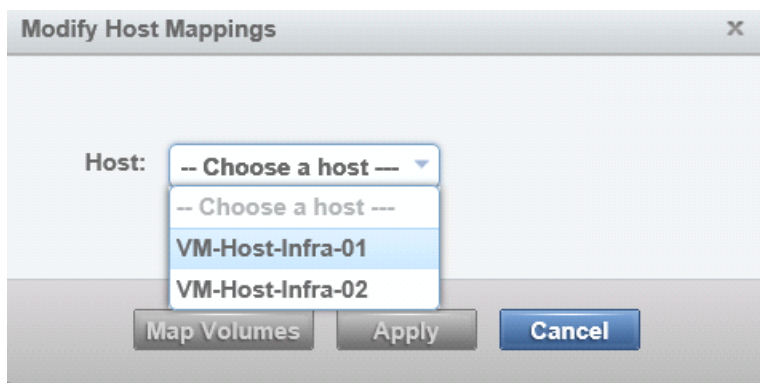 Modify Host Mappings x
Host: -- Choose a host ---
-- Choose a host ---
VM-Host-Infra-01
VM-Host-Infra-02
Map Volumes Apply Cancel